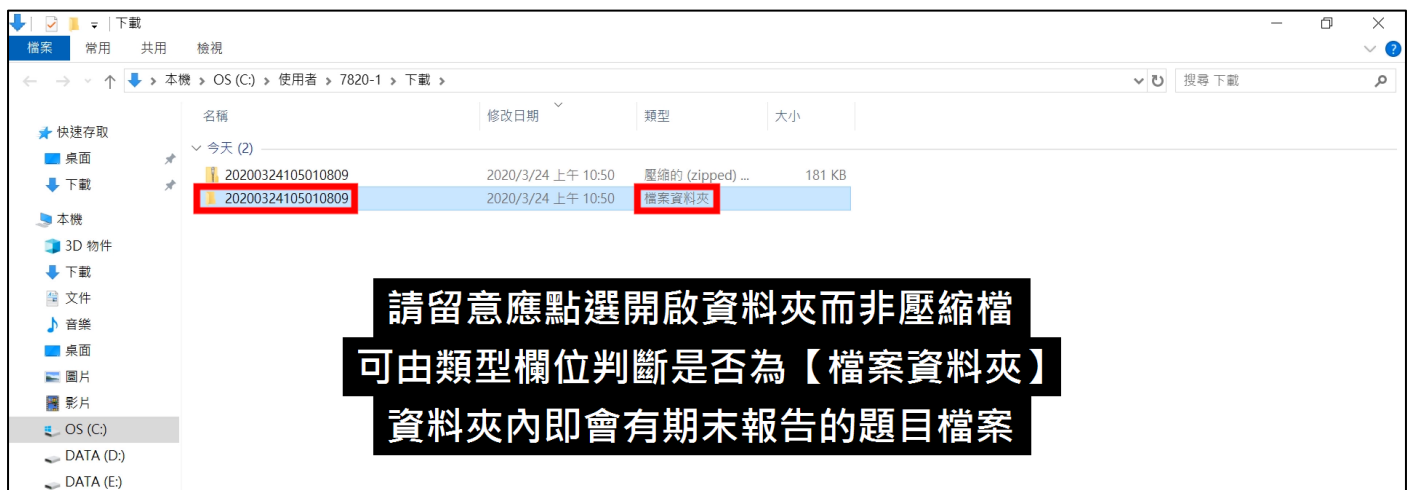 下載
檔案 常用 共用 檢視
本機 > OS (C:) > 使用者 > 7820-1 > 下載 >
搜尋 下載
名稱 修改日期 類型 大小
快速存取
桌面
下載
本機
3D 物件
下載
文件
音樂
桌面
圖片
影片
OS (C:)
DATA (D:)
DATA (E:)
今天 (2)
20200324105010809 2020/3/24 上午 10:50 壓縮的 (zipped) ... 181 KB
20200324105010809 2020/3/24 上午 10:50 檔案資料夾
請留意應點選開啟資料夾而非壓縮檔
可由類型欄位判斷是否為【檔案資料夾】
資料夾內即會有期末報告的題目檔案